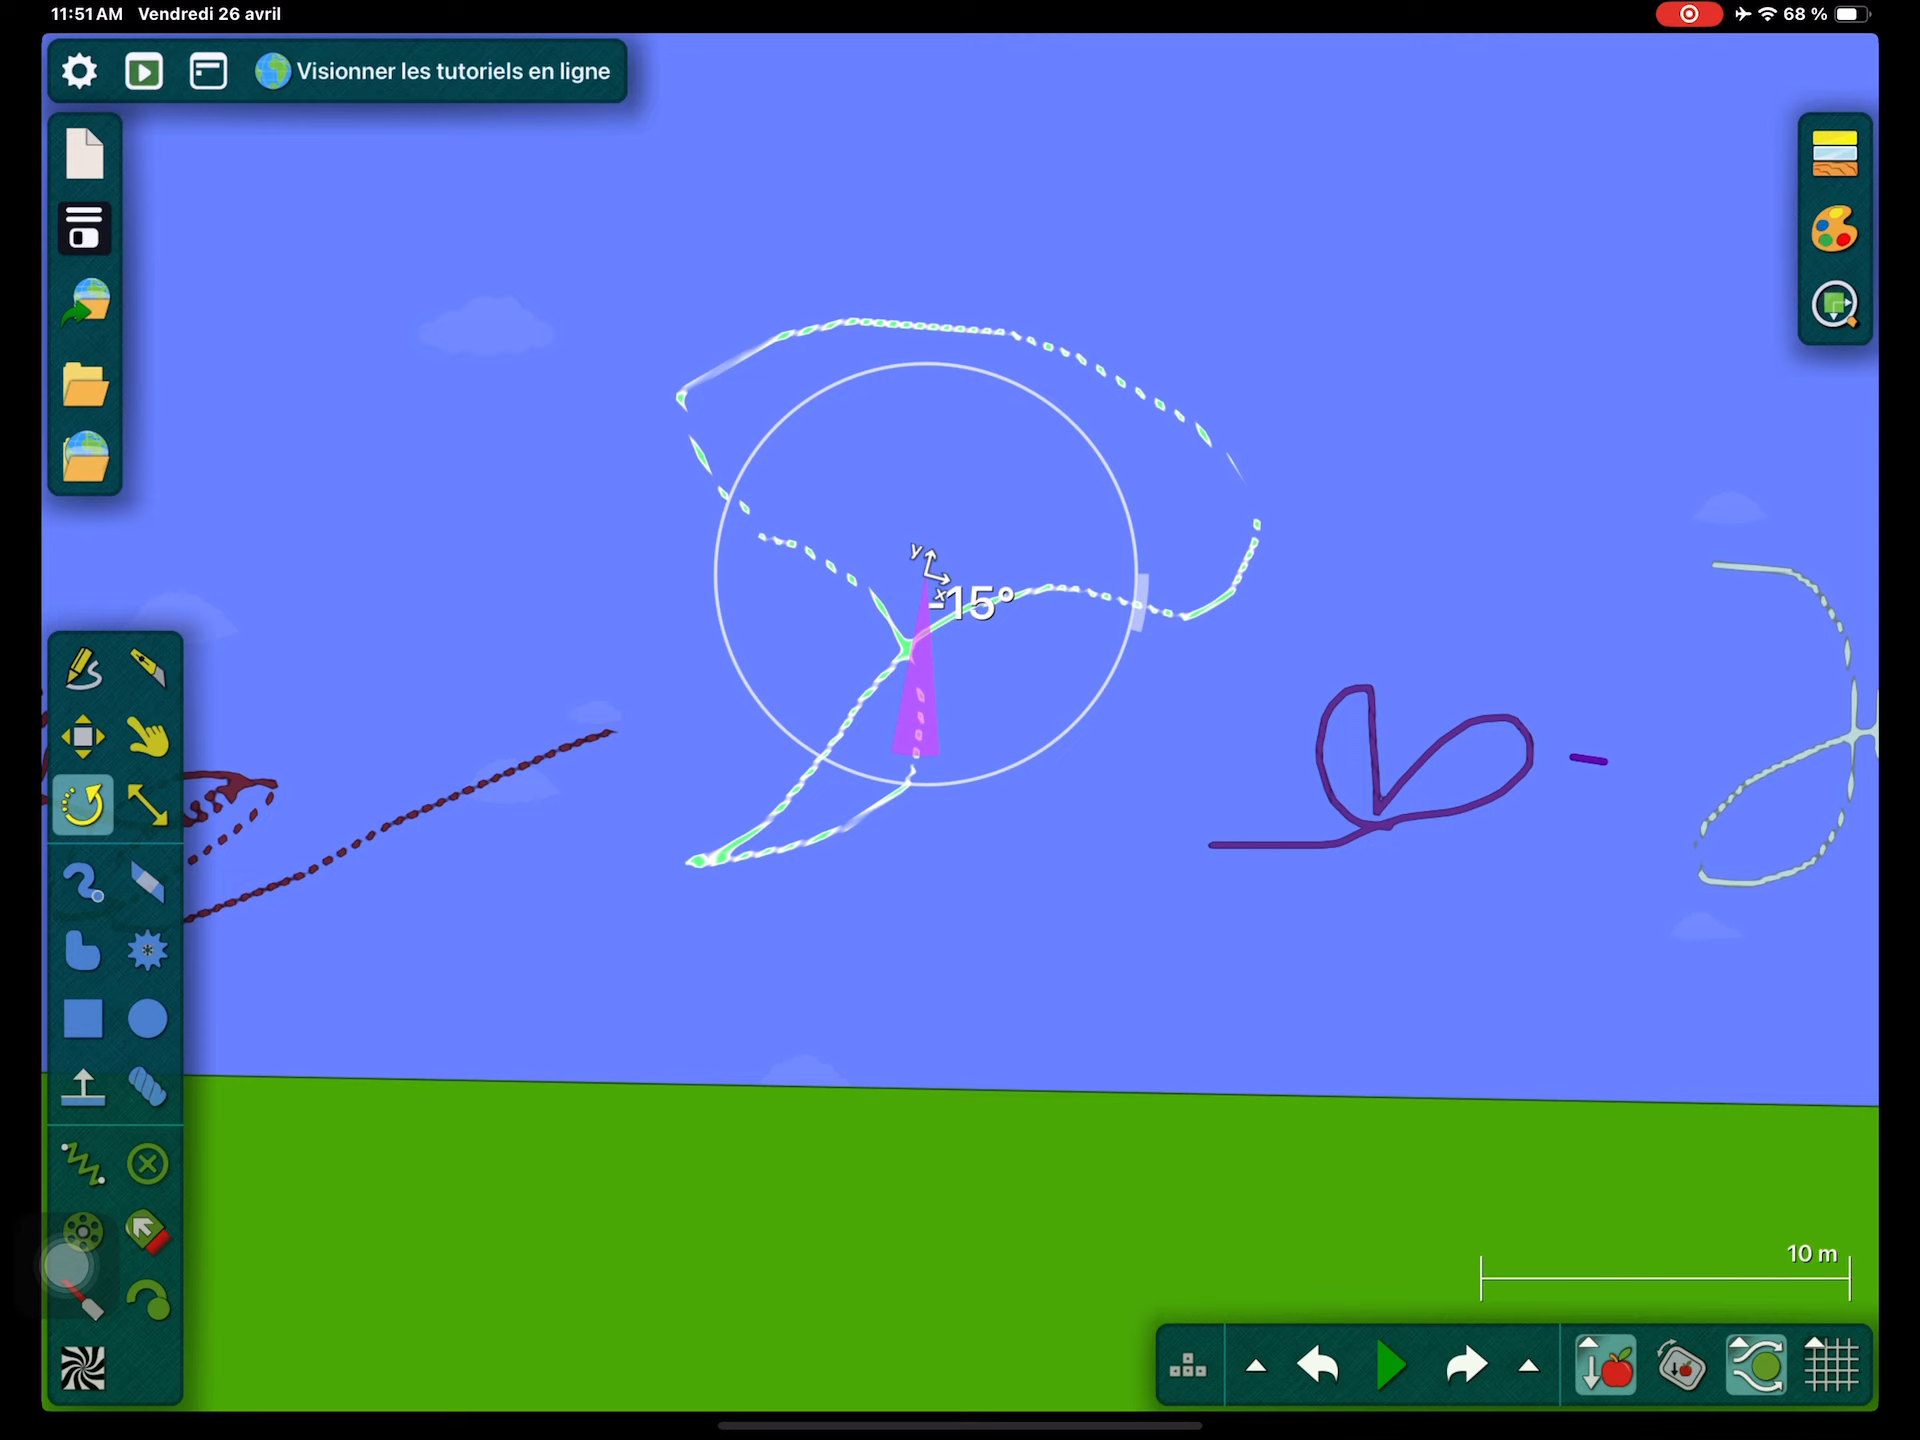 11:51 AM Vendredi 26 avril
68 %
Visionner les tutoriels en ligne
y
x
-15°
10 m